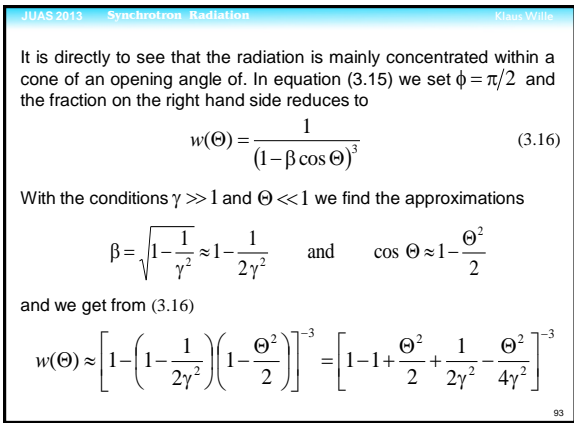 JUAS 2013 Synchrotron Radiation Klaus Wille
It is directly to see that the radiation is mainly concentrated within a
cone of an opening angle of. In equation (3.15) we set ϕ = π/2 and
the fraction on the right hand side reduces to
w(Θ) = 1 / (1 − β cos Θ)³ (3.16)
With the conditions γ >> 1 and Θ << 1 we find the approximations
β = √(1 − 1/γ²) ≈ 1 − 1/(2γ²) and cos Θ ≈ 1 − Θ²/2
and we get from (3.16)
w(Θ) ≈ [1 − (1 − 1/(2γ²))(1 − Θ²/2)]⁻³ = [1 − 1 + Θ²/2 + 1/(2γ²) − Θ²/(4γ²)]⁻³
93